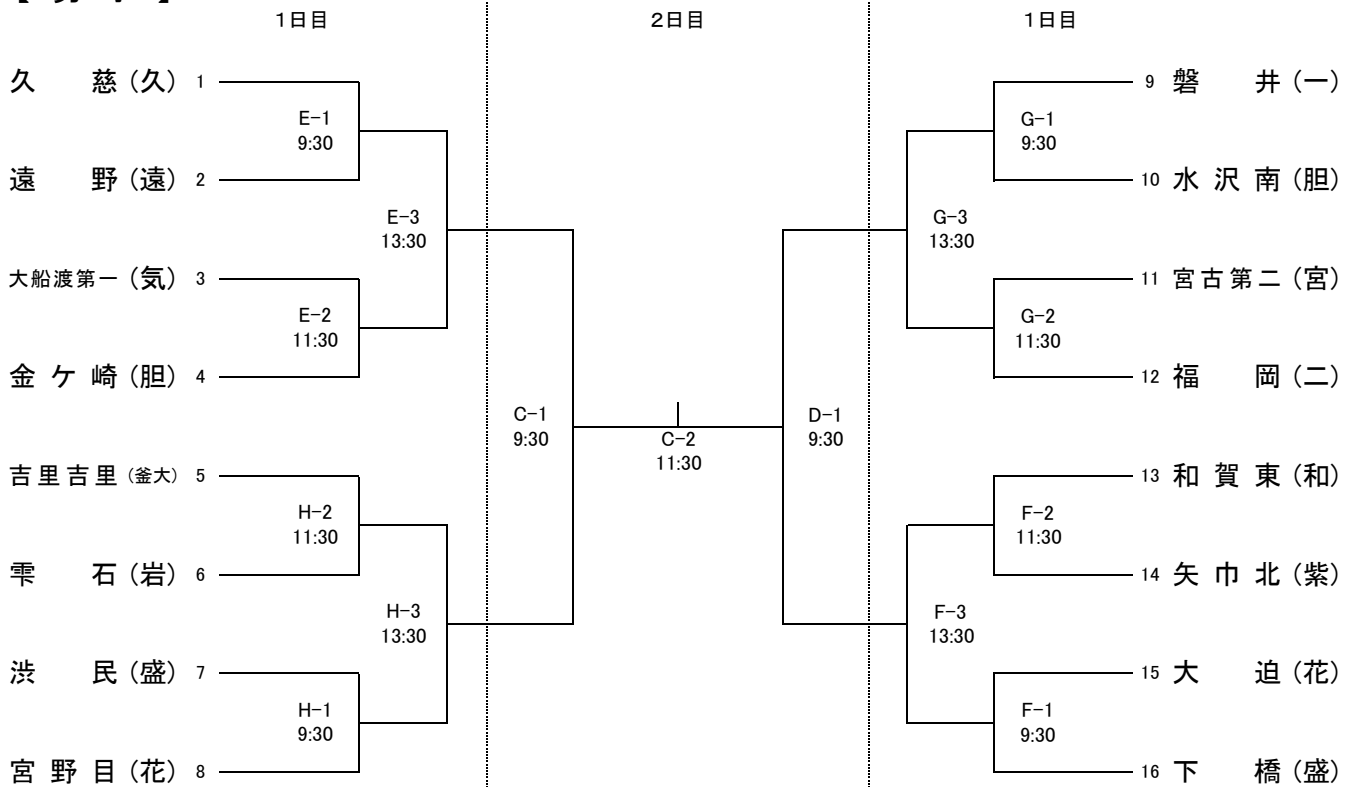 1日目 2日目 1日目
久 慈 (久) 1
E-1
9:30
遠 野 (遠) 2
E-3
13:30
大船渡第一 (気) 3
E-2
11:30
金 ケ 崎 (胆) 4
吉里吉里 (釜大) 5
H-2
11:30
雫 石 (岩) 6
H-3
13:30
渋 民 (盛) 7
H-1
9:30
宮 野 目 (花) 8
C-1
9:30
C-2
11:30
D-1
9:30
9 磐 井 (一)
G-1
9:30
10 水 沢 南 (胆)
G-3
13:30
11 宮古第二 (宮)
G-2
11:30
12 福 岡 (二)
13 和 賀 東 (和)
F-2
11:30
14 矢 巾 北 (紫)
F-3
13:30
15 大 迫 (花)
F-1
9:30
16 下 橋 (盛)